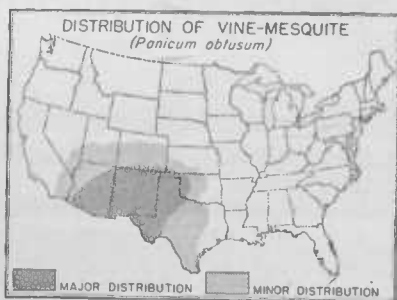 DISTRIBUTION OF VINE-MESQUITE
(Panicum obtusum)
MAJOR DISTRIBUTION
MINOR DISTRIBUTION